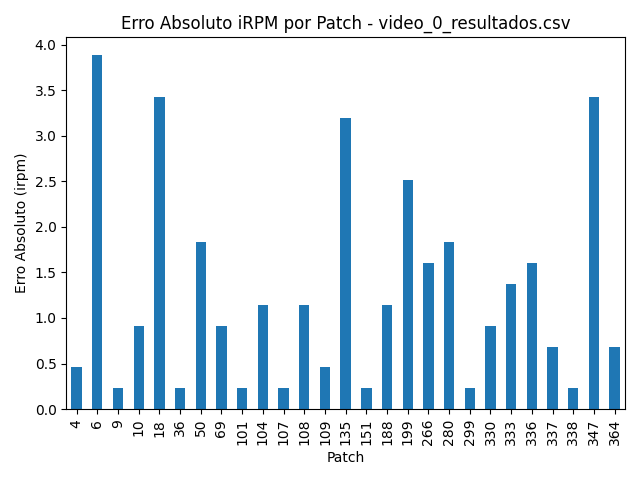 Erro Absoluto iRPM por Patch - video_0_resultados.csv
4.0
3.5
3.0
2.5
2.0
1.5
1.0
0.5
0.0
Erro Absoluto (irpm)
4 6 9 10 18 36 50 69 101 104 107 108 109 135 151 188 199 266 280 299 330 333 336 337 338 347 364
Patch